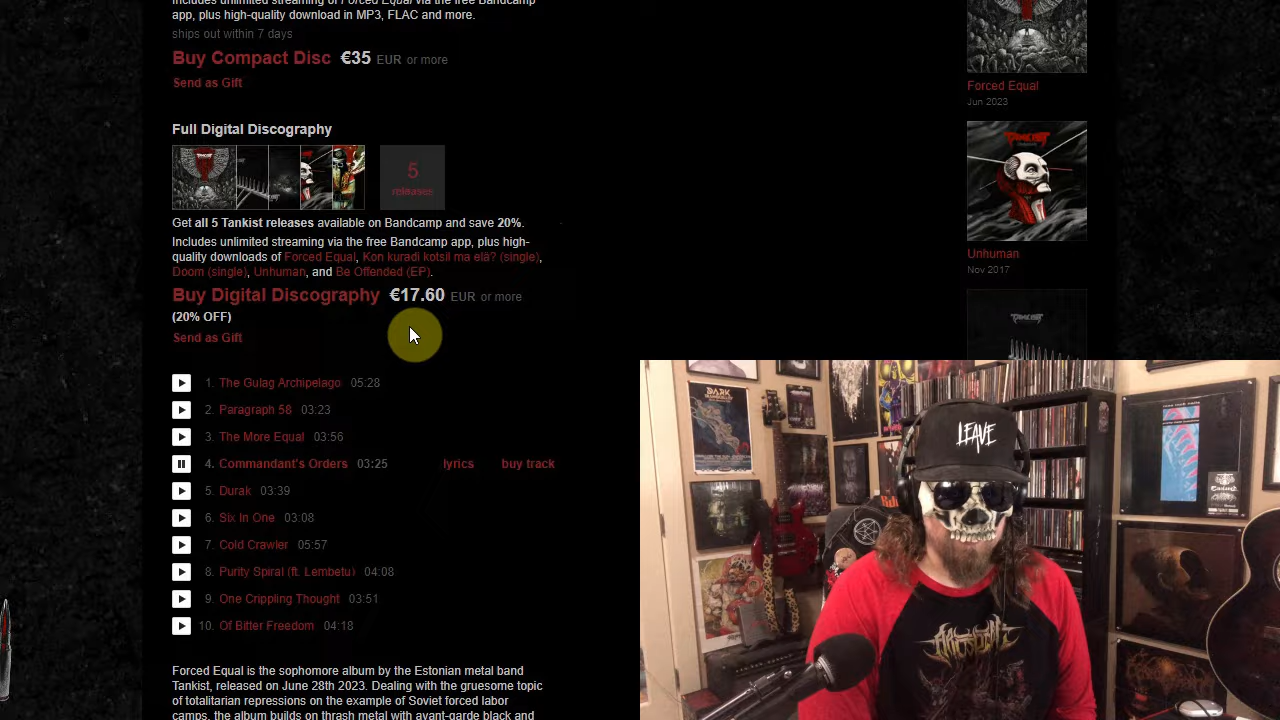 Includes unlimited streaming of Forced Equal via the free Bandcamp
app, plus high-quality download in MP3, FLAC and more.
ships out within 7 days
Buy Compact Disc €35 EUR or more
Send as Gift
Full Digital Discography
5
releases
Get all 5 Tankist releases available on Bandcamp and save 20%.
Includes unlimited streaming via the free Bandcamp app, plus high-
quality downloads of Forced Equal, Kon kuradi kotsil ma elä? (single),
Doom (single), Unhuman, and Be Offended (EP).
Buy Digital Discography €17.60 EUR or more
(20% OFF)
Send as Gift
1. The Gulag Archipelago 05:28
2. Paragraph 58 03:23
3. The More Equal 03:56
4. Commandant's Orders 03:25 lyrics buy track
5. Durak 03:39
6. Six In One 03:08
7. Cold Crawler 05:57
8. Purity Spiral (ft. Lembetu) 04:08
9. One Crippling Thought 03:51
10. Of Bitter Freedom 04:18
Forced Equal is the sophomore album by the Estonian metal band
Tankist, released on June 28th 2023. Dealing with the gruesome topic
of totalitarian repressions on the example of Soviet forced labor
camps, the album builds on thrash metal with avant-garde black and
Forced Equal
Jun 2023
TANKIST
Unhuman
Nov 2017
TANKIST
LEAVE
DARK